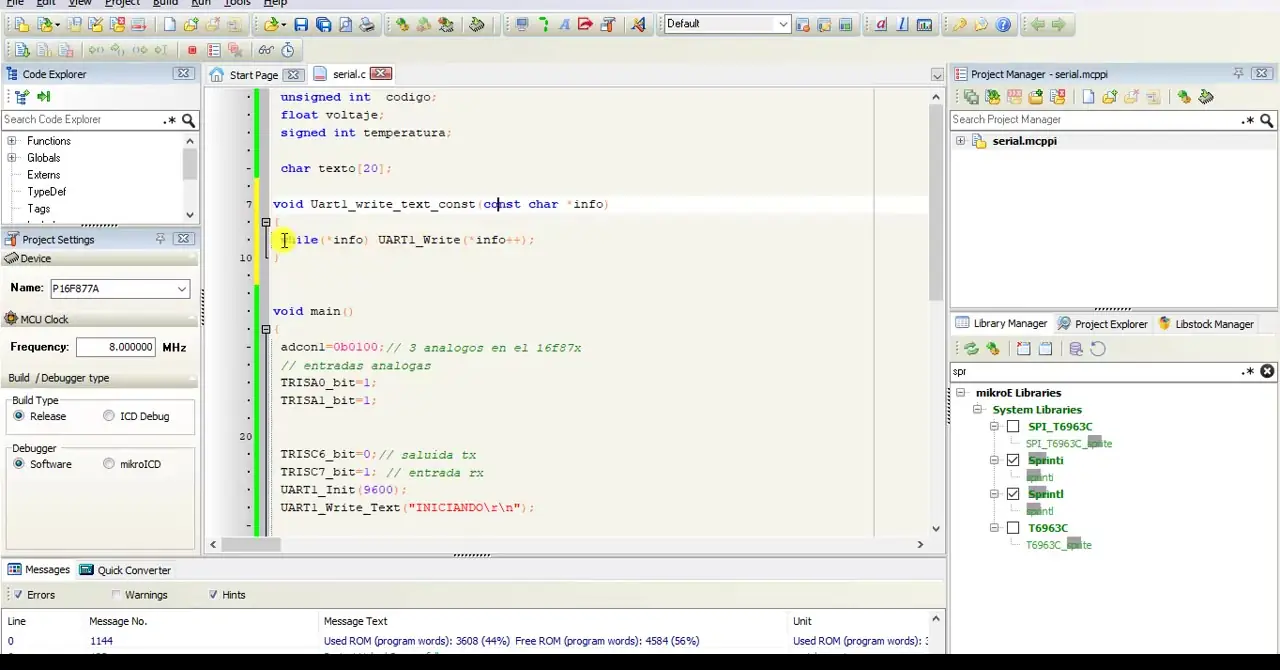 File Edit View Project Build Run Tools Help
Default
Code Explorer
Search Code Explorer
Functions
Globals
Externs
TypeDef
Tags
Project Settings
Device
Name: P16F877A
MCU Clock
Frequency: 8.000000 MHz
Build / Debugger type
Build Type
Release ICD Debug
Debugger
Software mikroICD
Start Page serial.c
unsigned int codigo;
float voltaje;
signed int temperatura;
char texto[20];
7 void Uart1_write_text_const(const char *info)
{
while(*info) UART1_Write(*info++);
10 }
void main()
{
adcon1=0b0100;// 3 analogos en el 16f87x
// entradas analogas
TRISA0_bit=1;
TRISA1_bit=1;
20
TRISC6_bit=0;// saluida tx
TRISC7_bit=1; // entrada rx
UART1_Init(9600);
UART1_Write_Text("INICIANDO\r\n");
Project Manager - serial.mcppi
Search Project Manager
serial.mcppi
Library Manager Project Explorer Libstock Manager
spr
mikroE Libraries
System Libraries
SPI_T6963C
SPI_T6963C_sprite
Sprinti
sprinti
Sprintl
sprintl
T6963C
T6963C_sprite
Messages Quick Converter
Errors Warnings Hints
Line Message No. Message Text Unit
0 1144 Used ROM (program words): 3608 (44%) Free ROM (program words): 4584 (56%) Used ROM (program words): 3